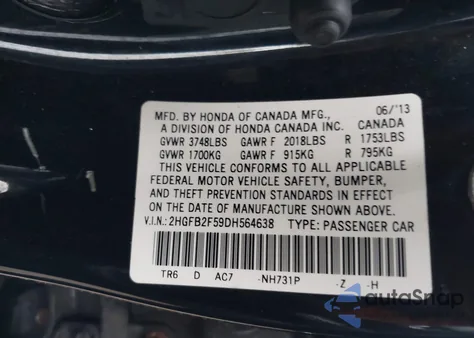 MFD. BY HONDA OF CANADA MFG., 06/'13
A DIVISION OF HONDA CANADA INC. CANADA
GVWR 3748LBS GAWR F 2018LBS R 1753LBS
GVWR 1700KG GAWR F 915KG R 795KG
THIS VEHICLE CONFORMS TO ALL APPLICABLE
FEDERAL MOTOR VEHICLE SAFETY, BUMPER,
AND THEFT PREVENTION STANDARDS IN EFFECT
ON THE DATE OF MANUFACTURE SHOWN ABOVE.
V.I.N.: 2HGFB2F59DH564638 TYPE: PASSENGER CAR
TR6 D AC7 -NH731P -Z -H
autoSnap